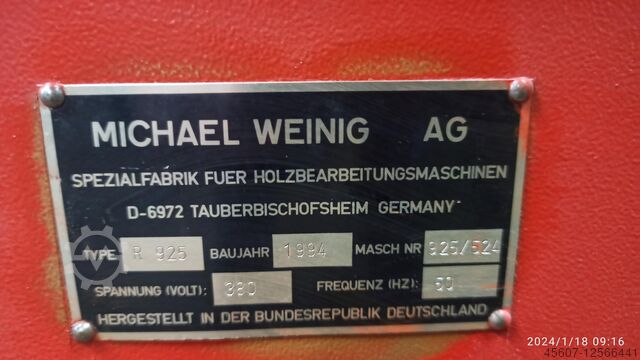 MICHAEL WEINIG AG
SPEZIALFABRIK FUER HOLZBEARBEITUNGSMASCHINEN
D-6972 TAUBERBISCHOFSHEIM GERMANY
TYPE R 925 BAUJAHR 1994 MASCH NR 925/524
SPANNUNG (VOLT): 380 FREQUENZ (HZ): 50
HERGESTELLT IN DER BUNDESREPUBLIK DEUTSCHLAND
2024/1/18 09:16
45607-12566441